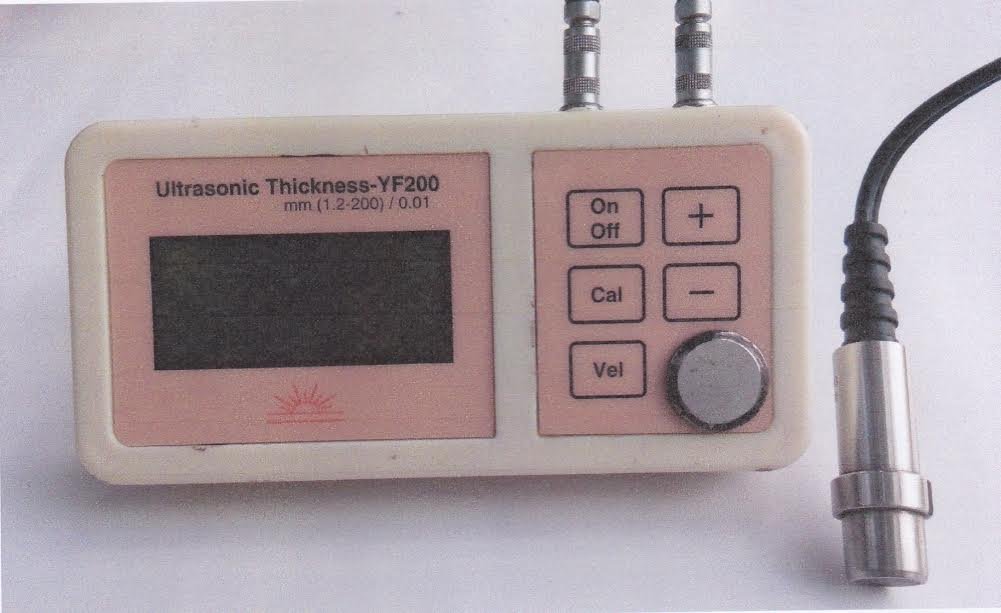 Ultrasonic Thickness-YF200
mm (1.2-200) / 0.01
On
Off
+
Cal
−
Vel